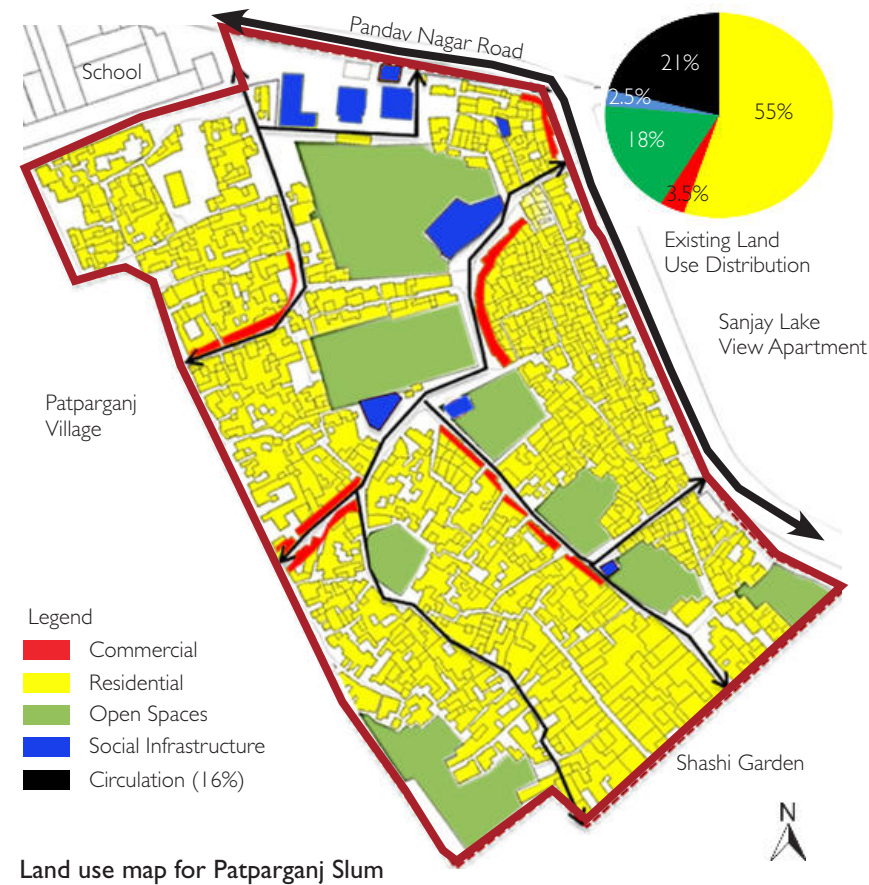 Pandav Nagar Road
School
21%
2.5%
55%
18%
3.5%
Existing Land
Use Distribution
Sanjay Lake
View Apartment
Patparganj
Village
Legend
Commercial
Residential
Open Spaces
Social Infrastructure
Circulation (16%)
Shashi Garden
N
Land use map for Patparganj Slum